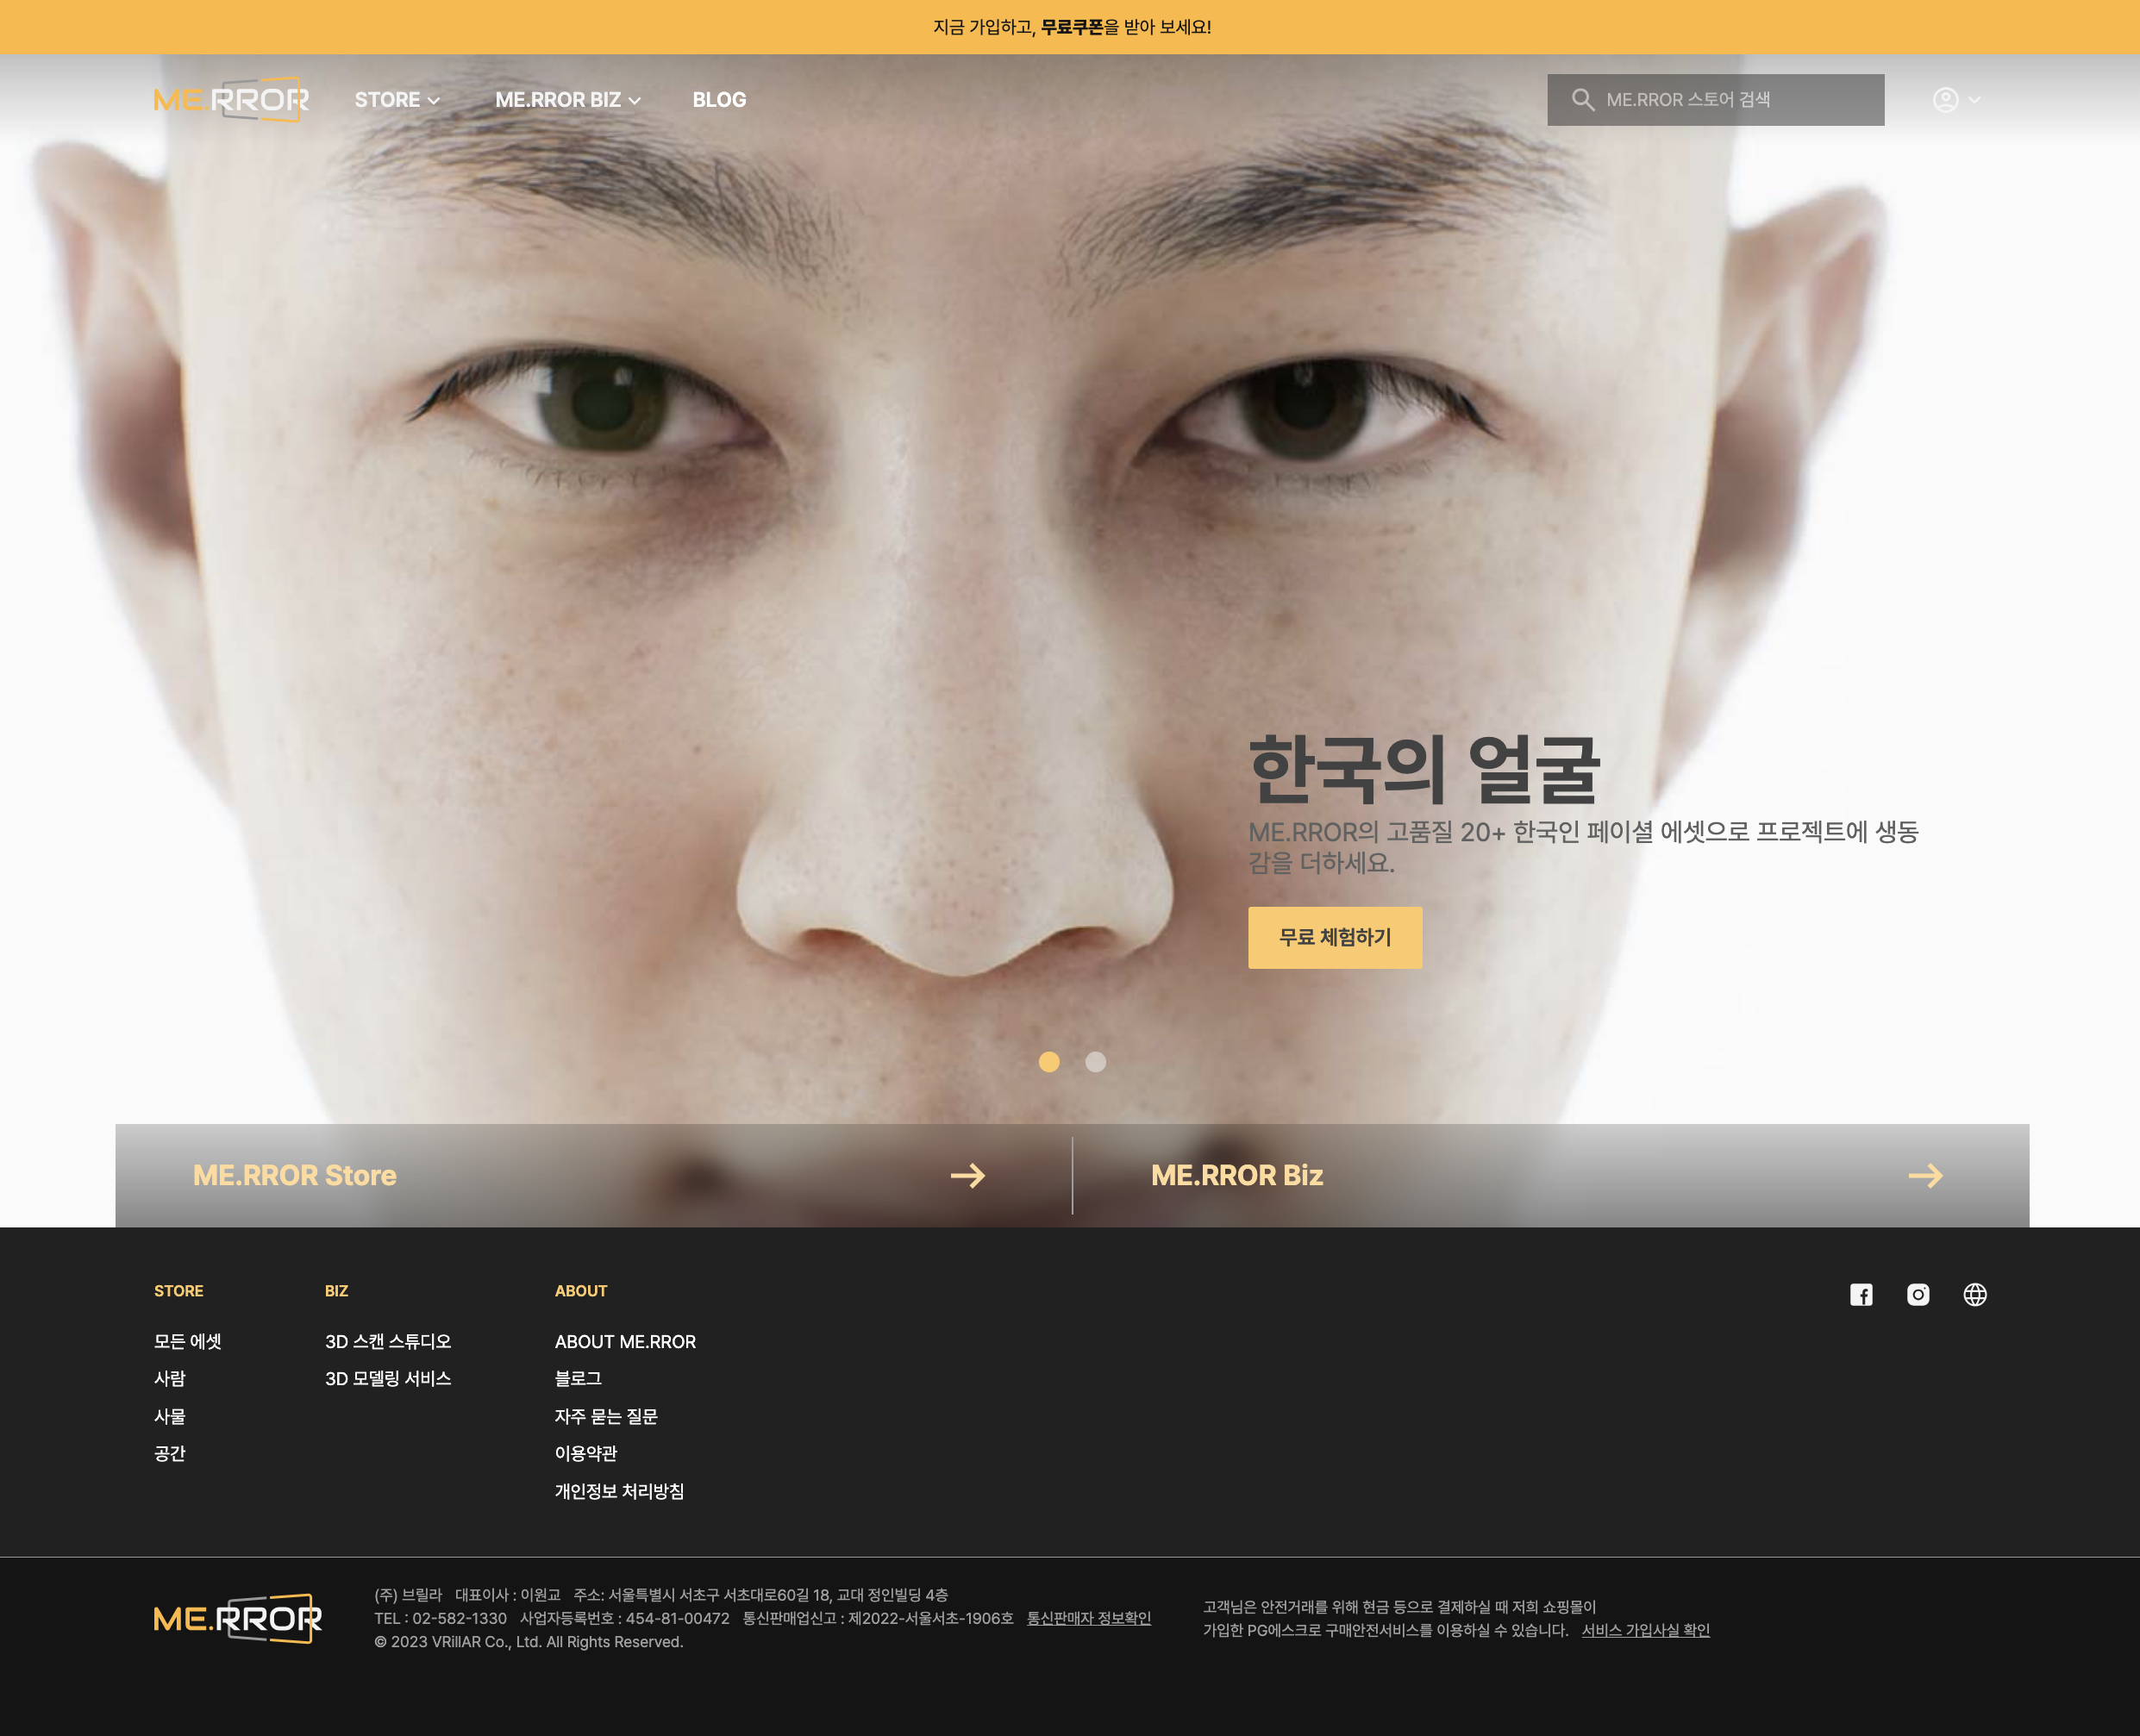 지금 가입하고, 무료쿠폰을 받아 보세요!
ME.RROR STORE ME.RROR BIZ BLOG ME.RROR 스토어 검색
한국의 얼굴
ME.RROR의 고품질 20+ 한국인 페이셜 에셋으로 프로젝트에 생동
감을 더하세요.
무료 체험하기
ME.RROR Store
ME.RROR Biz
STORE
모든 에셋
사람
사물
공간
BIZ
3D 스캔 스튜디오
3D 모델링 서비스
ABOUT
ABOUT ME.RROR
블로그
자주 묻는 질문
이용약관
개인정보 처리방침
ME.RROR
(주) 브릴라 대표이사 : 이원교 주소: 서울특별시 서초구 서초대로60길 18, 교대 정인빌딩 4층
TEL : 02-582-1330 사업자등록번호 : 454-81-00472 통신판매업신고 : 제2022-서울서초-1906호 통신판매자 정보확인
© 2023 VRillAR Co., Ltd. All Rights Reserved.
고객님은 안전거래를 위해 현금 등으로 결제하실 때 저희 쇼핑몰이
가입한 PG에스크로 구매안전서비스를 이용하실 수 있습니다. 서비스 가입사실 확인